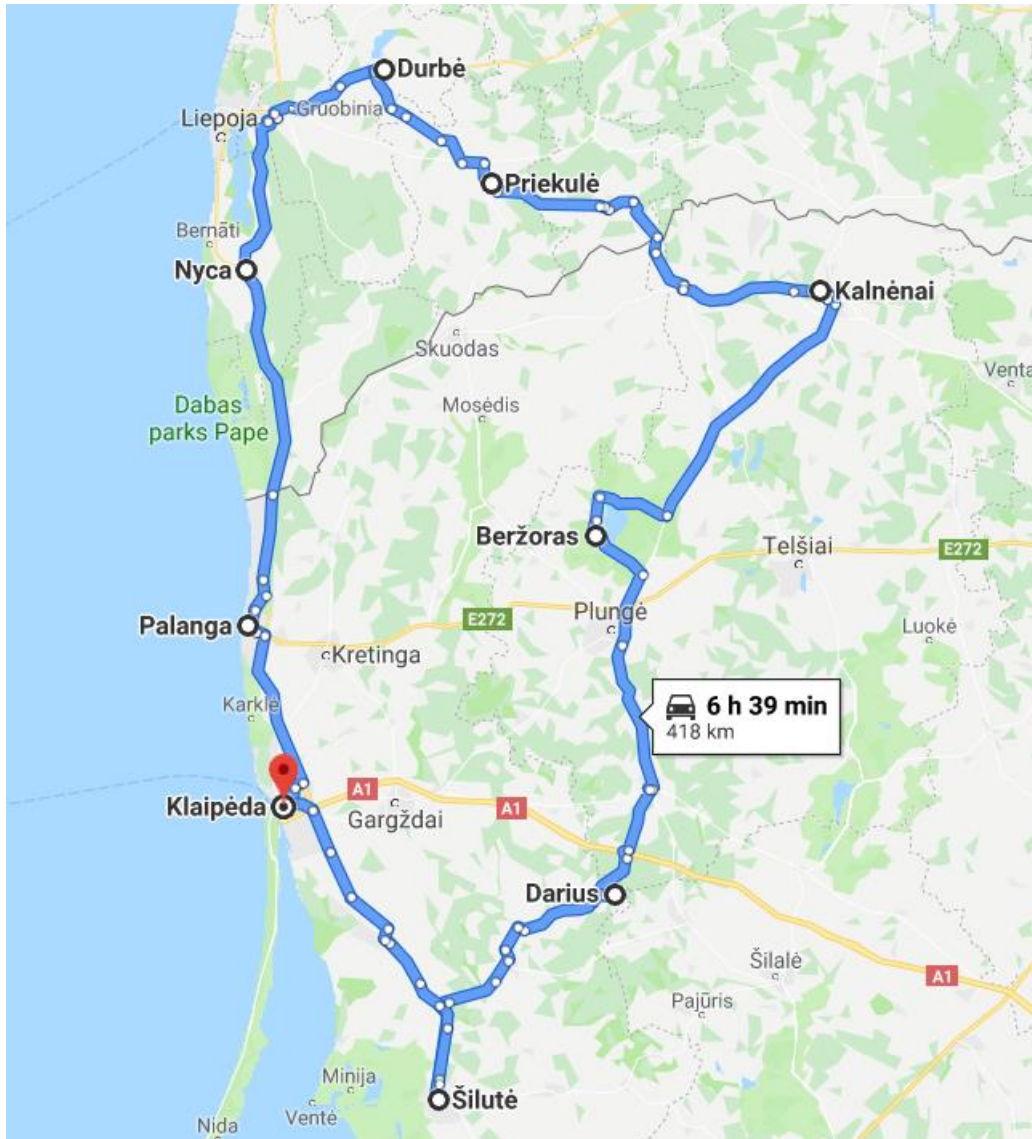 Durbė
Gruobinia
Liepoja
Priekulė
Bernāti
Nyca
Kalnėnai
Skuodas
Venta
Mosėdis
Dabas
parks Pape
Beržoras
Telšiai
E272
Plungė
E272
Palanga
Luokė
Kretinga
6 h 39 min
418 km
Karklė
A1
Klaipėda
A1
Gargždai
Darius
Šilalė
A1
Pajūris
Minija
Šilutė
Ventė
Nida